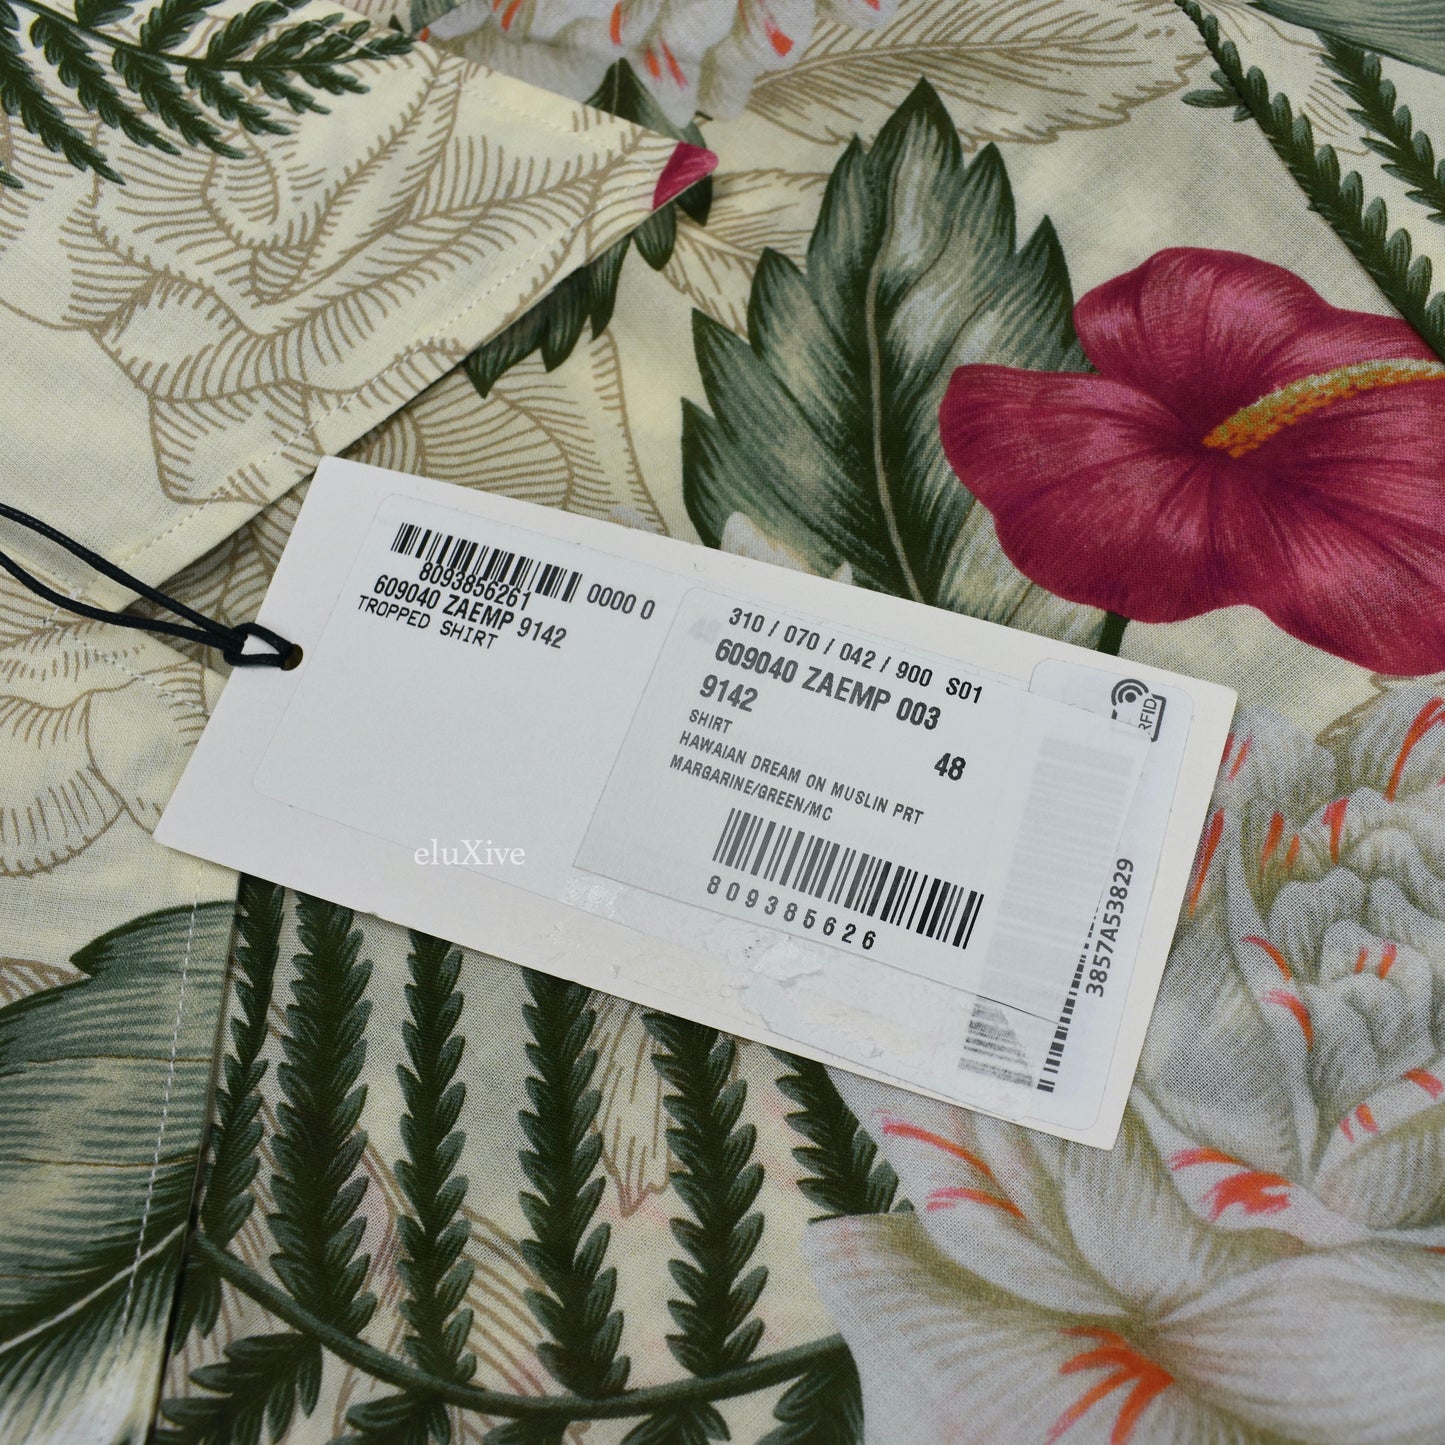 8093856261 0000 0
609040 ZAEMP 9142
TROPPED SHIRT
310 / 070 / 042 / 900 S01
609040 ZAEMP 003
9142
SHIRT
48
HAWAIAN DREAM ON MUSLIN PRT
MARGARINE/GREEN/MC
809385626
RFID
3857A53829
eluXive